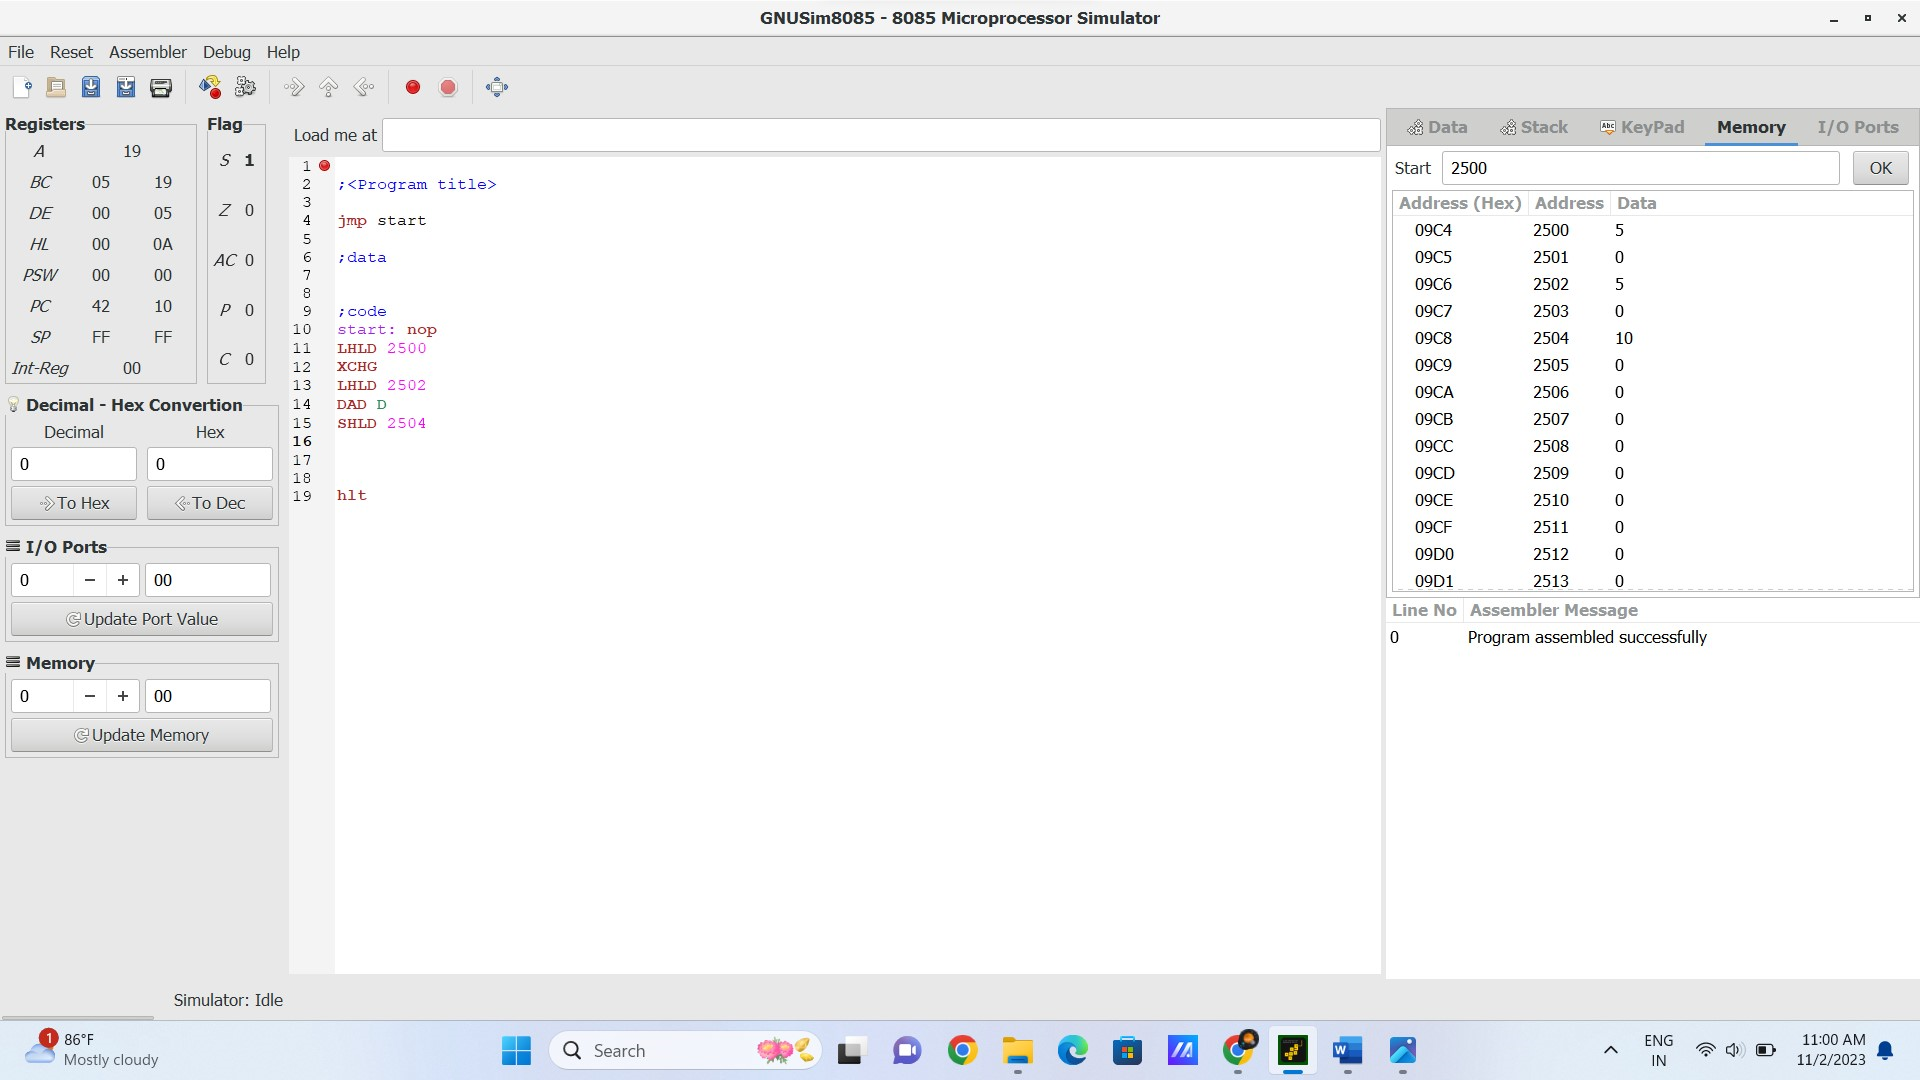 GNUSim8085 - 8085 Microprocessor Simulator
File Reset Assembler Debug Help
Registers
A 19
BC 05 19
DE 00 05
HL 00 0A
PSW 00 00
PC 42 10
SP FF FF
Int-Reg 00
Flag
S 1
Z 0
AC 0
P 0
C 0
Decimal - Hex Convertion
Decimal Hex
0 0
To Hex To Dec
I/O Ports
0 − + 00
Update Port Value
Memory
0 − + 00
Update Memory
Load me at
1
2 ;<Program title>
3
4 jmp start
5
6 ;data
7
8
9 ;code
10 start: nop
11 LHLD 2500
12 XCHG
13 LHLD 2502
14 DAD D
15 SHLD 2504
16
17
18
19 hlt
Data Stack Abc KeyPad Memory I/O Ports
Start 2500 OK
Address (Hex) Address Data
09C4 2500 5
09C5 2501 0
09C6 2502 5
09C7 2503 0
09C8 2504 10
09C9 2505 0
09CA 2506 0
09CB 2507 0
09CC 2508 0
09CD 2509 0
09CE 2510 0
09CF 2511 0
09D0 2512 0
09D1 2513 0
Line No Assembler Message
0 Program assembled successfully
Simulator: Idle
1
86°F
Mostly cloudy
Search
W
ENG
IN
11:00 AM
11/2/2023